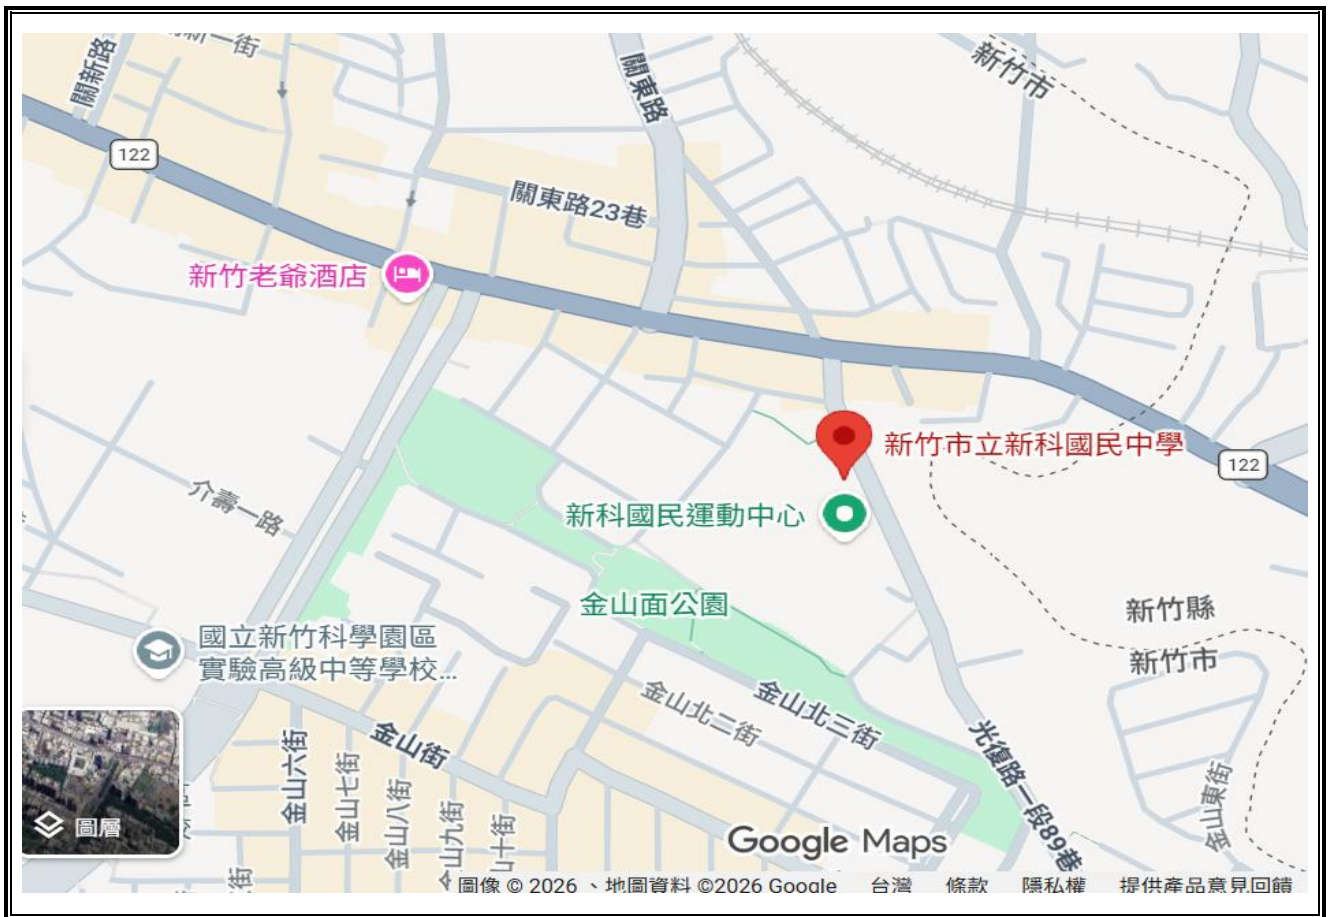 關新路
新一街
關東路
新竹市
122
關東路23巷
新竹老爺酒店
新竹市立新科國民中學
122
介壽一路
新科國民運動中心
金山面公園
新竹縣
新竹市
國立新竹科學園區
實驗高級中等學校...
金山北二街
金山北三街
金山街
光復路一段89巷
金山六街
金山七街
金山八街
金山九街
山十街
金山東街
圖層
校
街
Google Maps
圖像 © 2026 、地圖資料 ©2026 Google 台灣 條款 隱私權 提供產品意見回饋